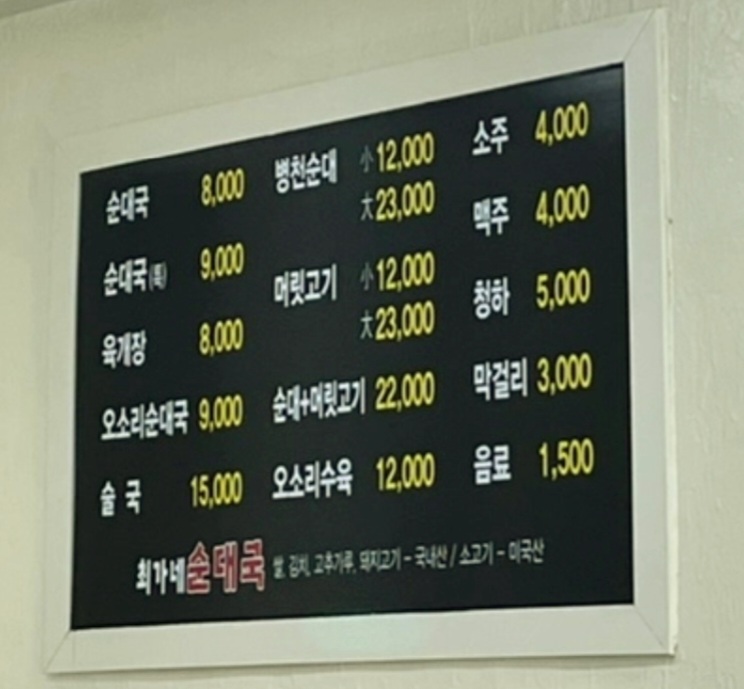 순대국 8,000
순대국(특) 9,000
육개장 8,000
오소리순대국 9,000
술 국 15,000
병천순대 小 12,000
大 23,000
머릿고기 小 12,000
大 23,000
순대+머릿고기 22,000
오소리수육 12,000
소주 4,000
맥주 4,000
청하 5,000
막걸리 3,000
음료 1,500
최가네순대국 쌀, 김치, 고추가루, 돼지고기 - 국내산 / 소고기 - 미국산